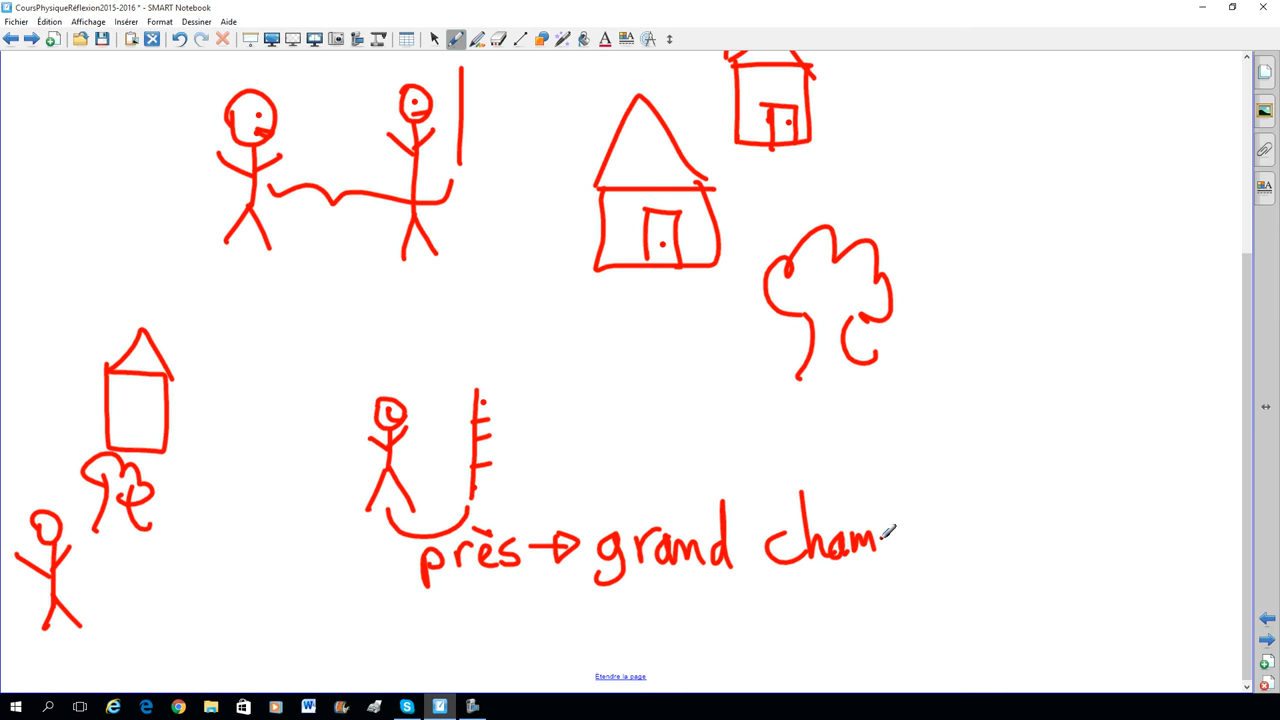 CoursPhysiqueRéflexion2015-2016 * - SMART Notebook
Fichier Édition Affichage Insérer Format Dessiner Aide
près → grand cham
Étendre la page